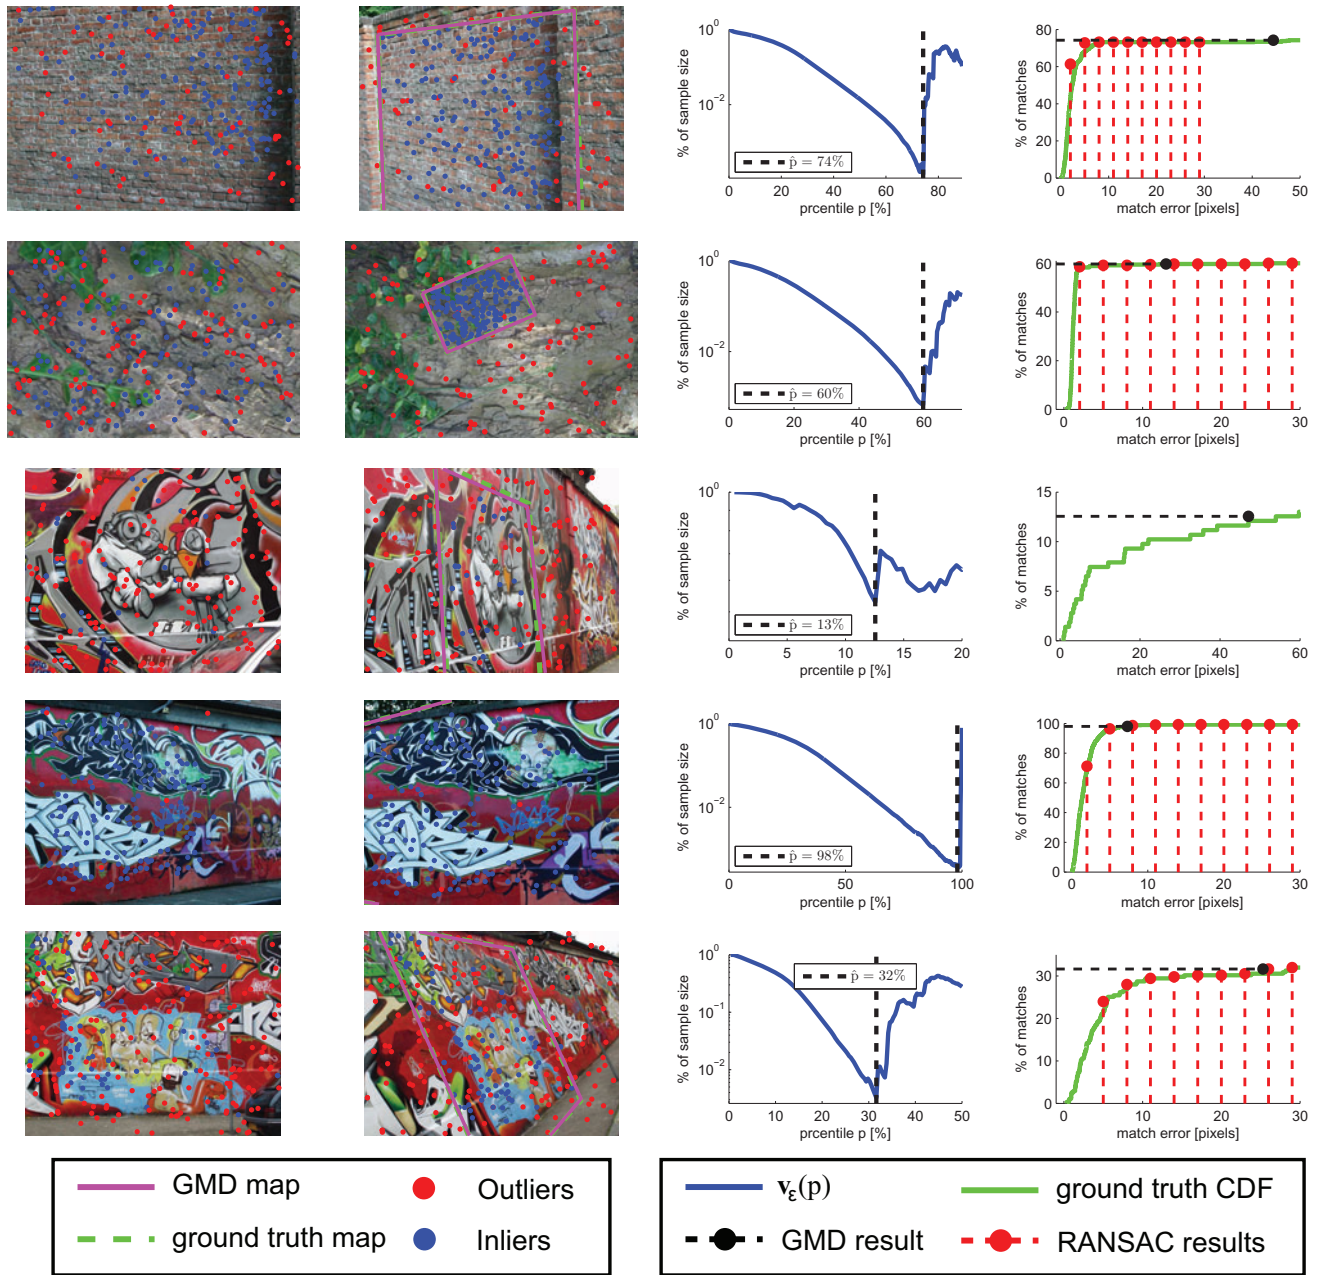 10^0
10^-2
% of sample size
p̂ = 74%
0 20 40 60 80
prcentile p [%]
80
60
40
20
0
% of matches
0 10 20 30 40 50
match error [pixels]
10^0
10^-2
% of sample size
p̂ = 60%
0 20 40 60
prcentile p [%]
60
40
20
0
% of matches
0 10 20 30
match error [pixels]
10^0
% of sample size
p̂ = 13%
0 5 10 15 20
prcentile p [%]
15
10
5
0
% of matches
0 20 40 60
match error [pixels]
10^0
10^-2
% of sample size
p̂ = 98%
0 50 100
prcentile p [%]
100
80
60
40
20
0
% of matches
0 10 20 30
match error [pixels]
10^0
10^-1
10^-2
% of sample size
p̂ = 32%
0 10 20 30 40 50
prcentile p [%]
30
20
10
0
% of matches
0 10 20 30
match error [pixels]
GMD map
Outliers
ground truth map
Inliers
v_ε(p)
ground truth CDF
GMD result
RANSAC results